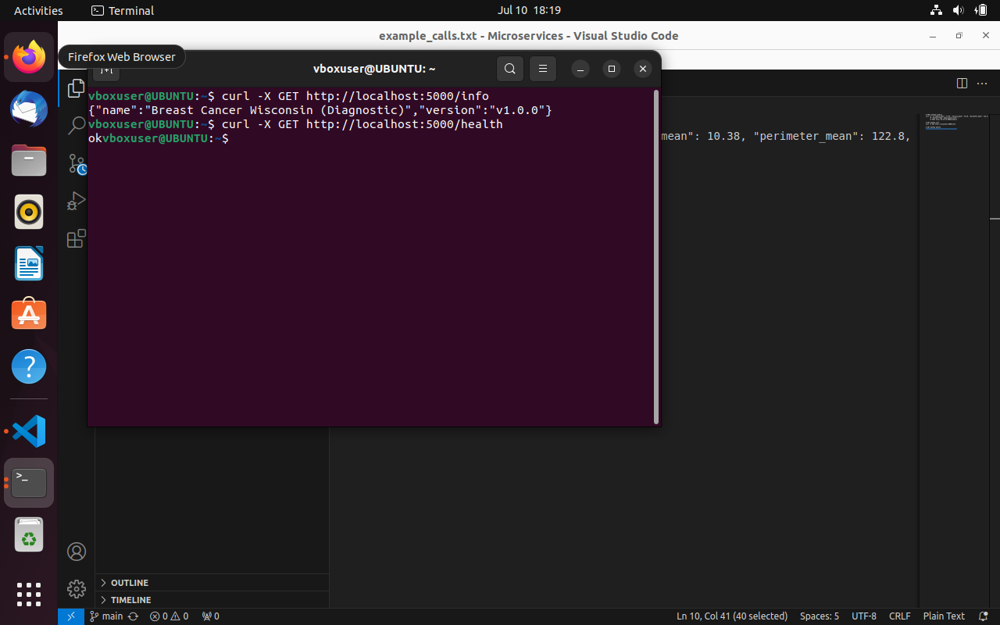 Activities
Terminal
Jul 10 18:19
example_calls.txt - Microservices - Visual Studio Code
Firefox Web Browser
vboxuser@UBUNTU: ~
vboxuser@UBUNTU:~$ curl -X GET http://localhost:5000/info
{"name":"Breast Cancer Wisconsin (Diagnostic)","version":"v1.0.0"}
vboxuser@UBUNTU:~$ curl -X GET http://localhost:5000/health
okvboxuser@UBUNTU:~$
mean": 10.38, "perimeter_mean": 122.8,
OUTLINE
TIMELINE
main
0
0
0
Ln 10, Col 41 (40 selected)
Spaces: 5
UTF-8
CRLF
Plain Text